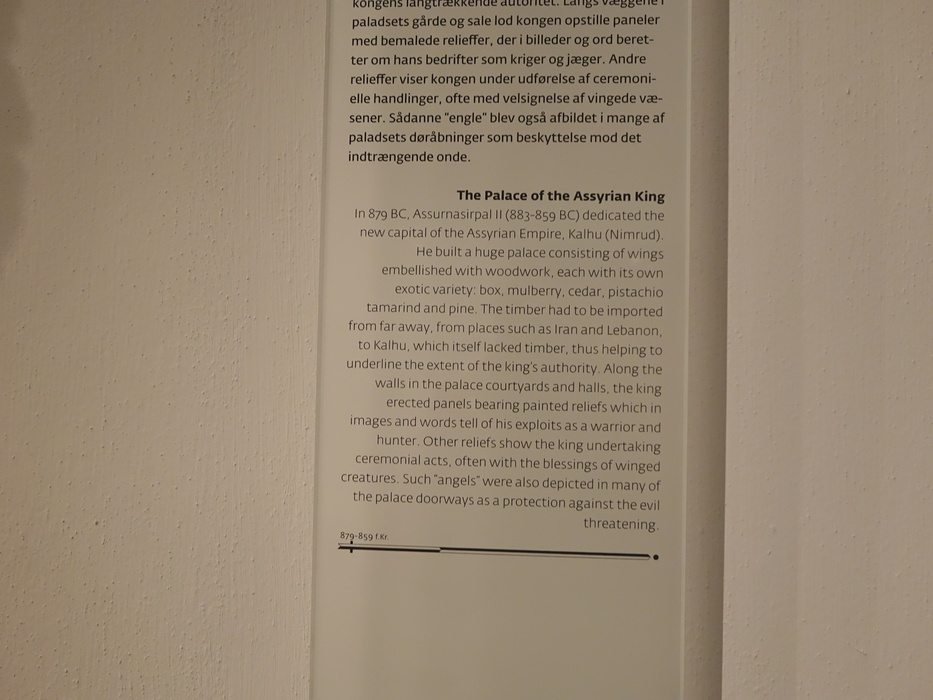 kongens langtrækkende autoritet. Langs væggene i
paladsets gårde og sale lod kongen opstille paneler
med bemalede relieffer, der i billeder og ord beret-
ter om hans bedrifter som kriger og jæger. Andre
relieffer viser kongen under udførelse af ceremoni-
elle handlinger, ofte med velsignelse af vingede væ-
sener. Sådanne "engle" blev også afbildet i mange af
paladsets døråbninger som beskyttelse mod det
indtrængende onde.
The Palace of the Assyrian King
In 879 BC, Assurnasirpal II (883-859 BC) dedicated the
new capital of the Assyrian Empire, Kalhu (Nimrud).
He built a huge palace consisting of wings
embellished with woodwork, each with its own
exotic variety: box, mulberry, cedar, pistachio
tamarind and pine. The timber had to be imported
from far away, from places such as Iran and Lebanon,
to Kalhu, which itself lacked timber, thus helping to
underline the extent of the king's authority. Along the
walls in the palace courtyards and halls, the king
erected panels bearing painted reliefs which in
images and words tell of his exploits as a warrior and
hunter. Other reliefs show the king undertaking
ceremonial acts, often with the blessings of winged
creatures. Such "angels" were also depicted in many of
the palace doorways as a protection against the evil
threatening.
879-859 f.Kr.